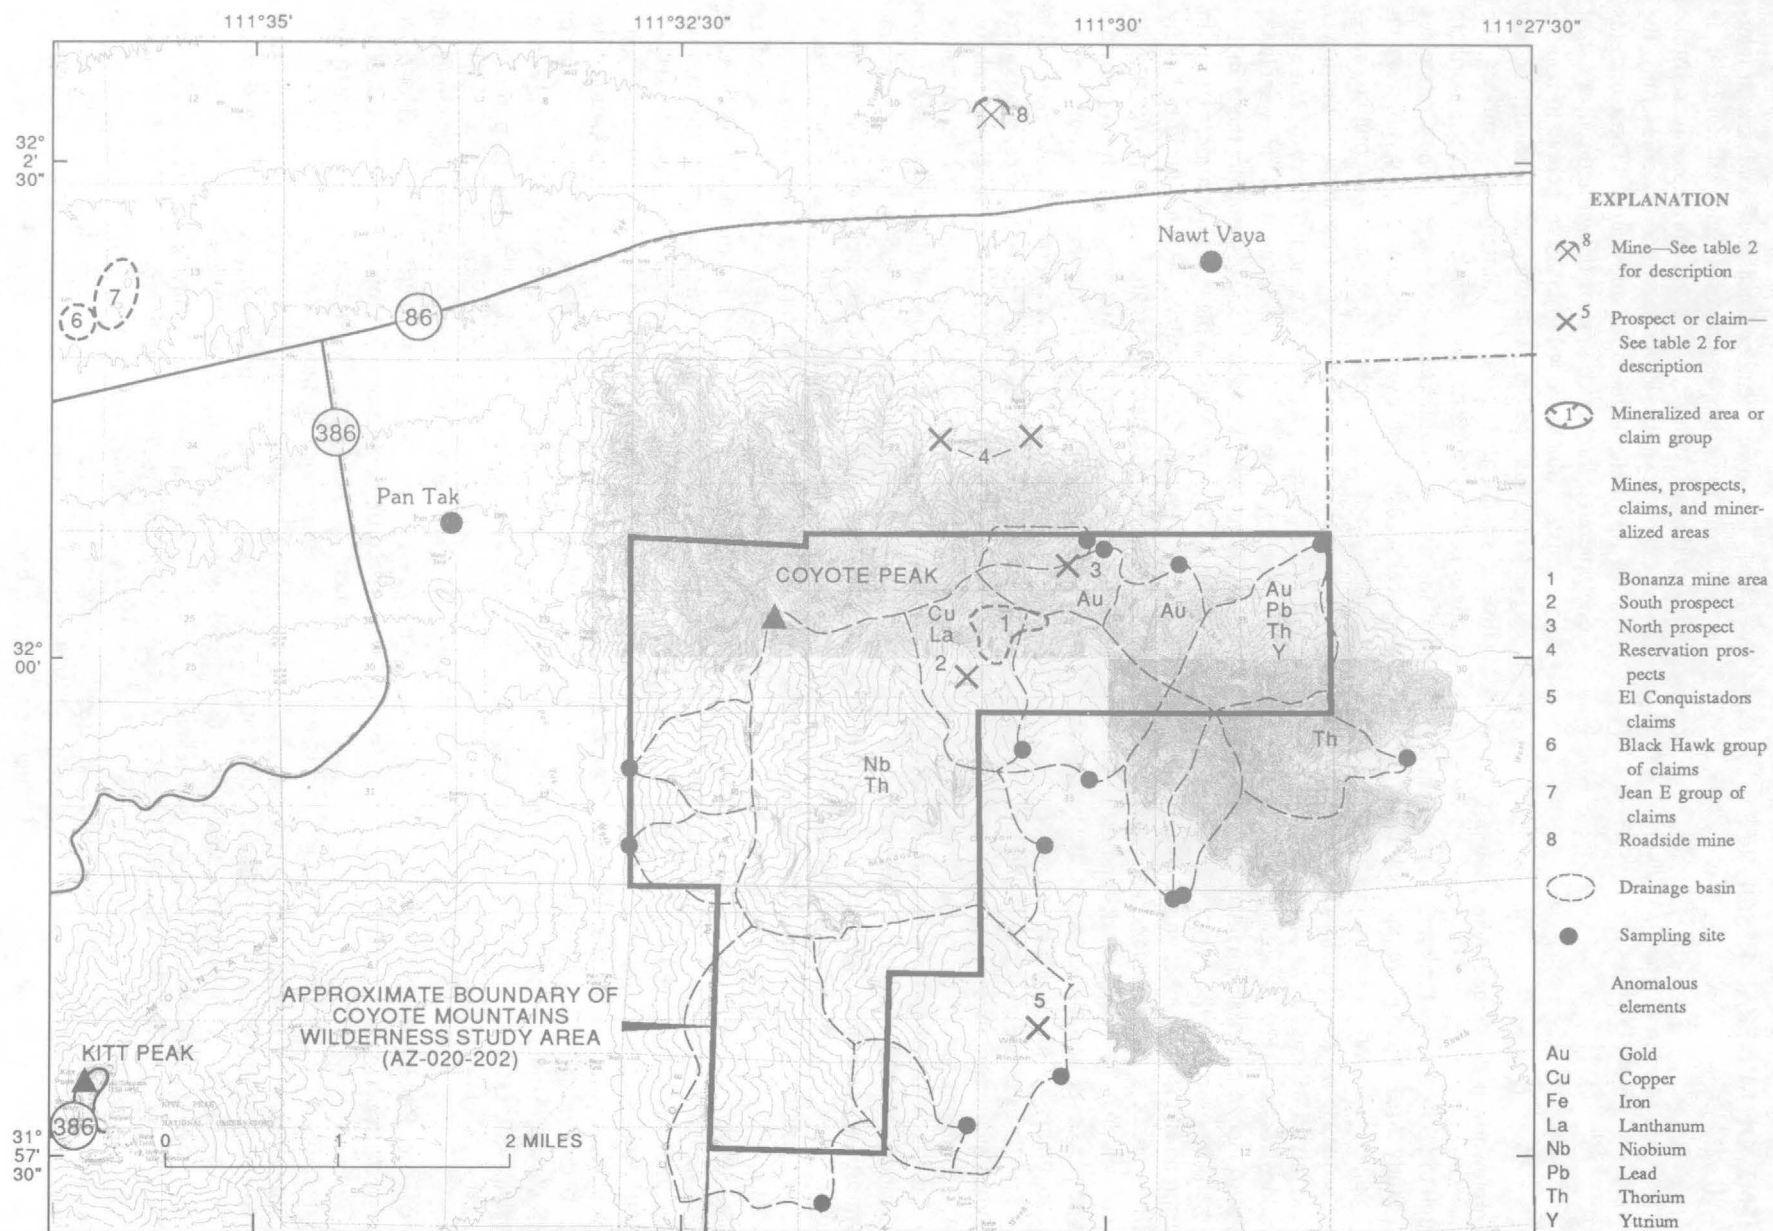 111°35'
111°32'30"
111°30'
111°27'30"
32°
2'
30"
8
Nawt Vaya
7
6
86
386
4
Pan Tak
COYOTE PEAK
3
Au
Au
Au
Pb
Th
Y
Cu
La
1
2
32°
00'
Th
Nb
Th
APPROXIMATE BOUNDARY OF
COYOTE MOUNTAINS
WILDERNESS STUDY AREA
(AZ-020-202)
5
KITT PEAK
386
0 1 2 MILES
31°
57'
30"
EXPLANATION
8 Mine—See table 2
for description
5 Prospect or claim—
See table 2 for
description
1 Mineralized area or
claim group
Mines, prospects,
claims, and miner-
alized areas
1 Bonanza mine area
2 South prospect
3 North prospect
4 Reservation pros-
pects
5 El Conquistadors
claims
6 Black Hawk group
of claims
7 Jean E group of
claims
8 Roadside mine
Drainage basin
Sampling site
Anomalous
elements
Au Gold
Cu Copper
Fe Iron
La Lanthanum
Nb Niobium
Pb Lead
Th Thorium
Y Yttrium